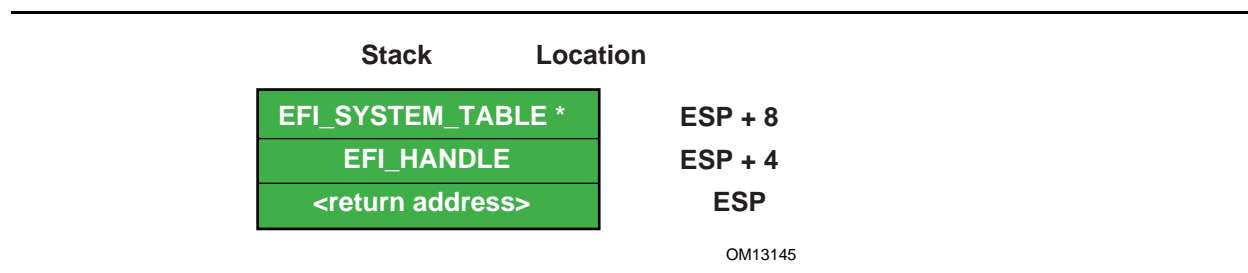 Stack Location
EFI_SYSTEM_TABLE * ESP + 8
EFI_HANDLE ESP + 4
<return address> ESP
OM13145